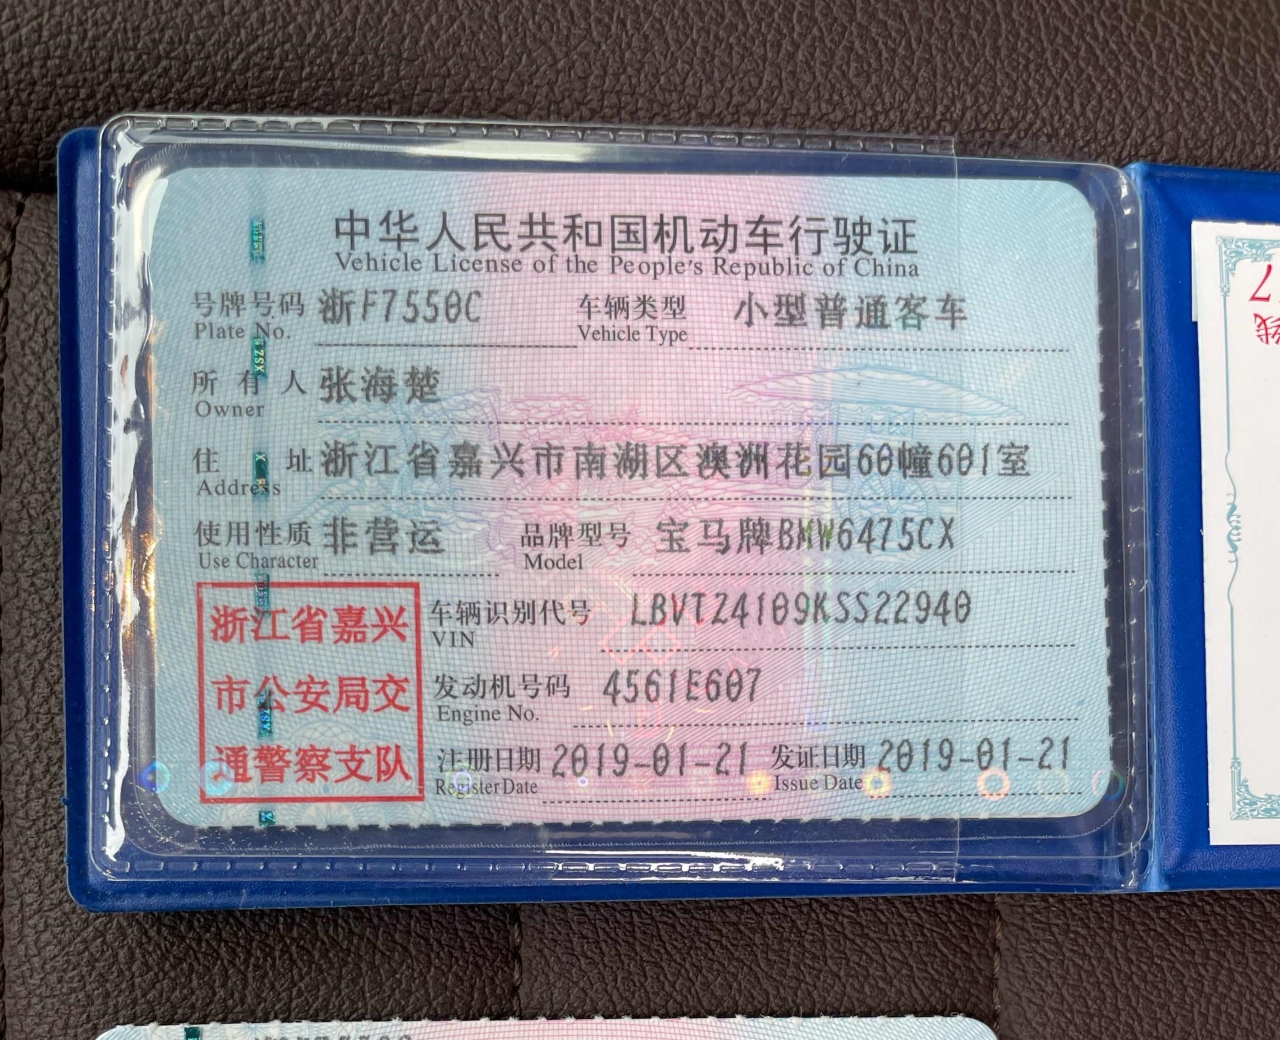 中华人民共和国机动车行驶证
Vehicle License of the People's Republic of China
号牌号码 浙F7550C 车辆类型 小型普通客车
Plate No. Vehicle Type
所有人 张海楚
Owner
住址 浙江省嘉兴市南湖区澳洲花园60幢601室
Address
使用性质 非营运 品牌型号 宝马牌BMW6475CX
Use Character Model
浙江省嘉兴
市公安局交
通警察支队
车辆识别代号 LBVTZ4109KSS22940
VIN
发动机号码 4561E607
Engine No.
注册日期 2019-01-21 发证日期 2019-01-21
Register Date Issue Date